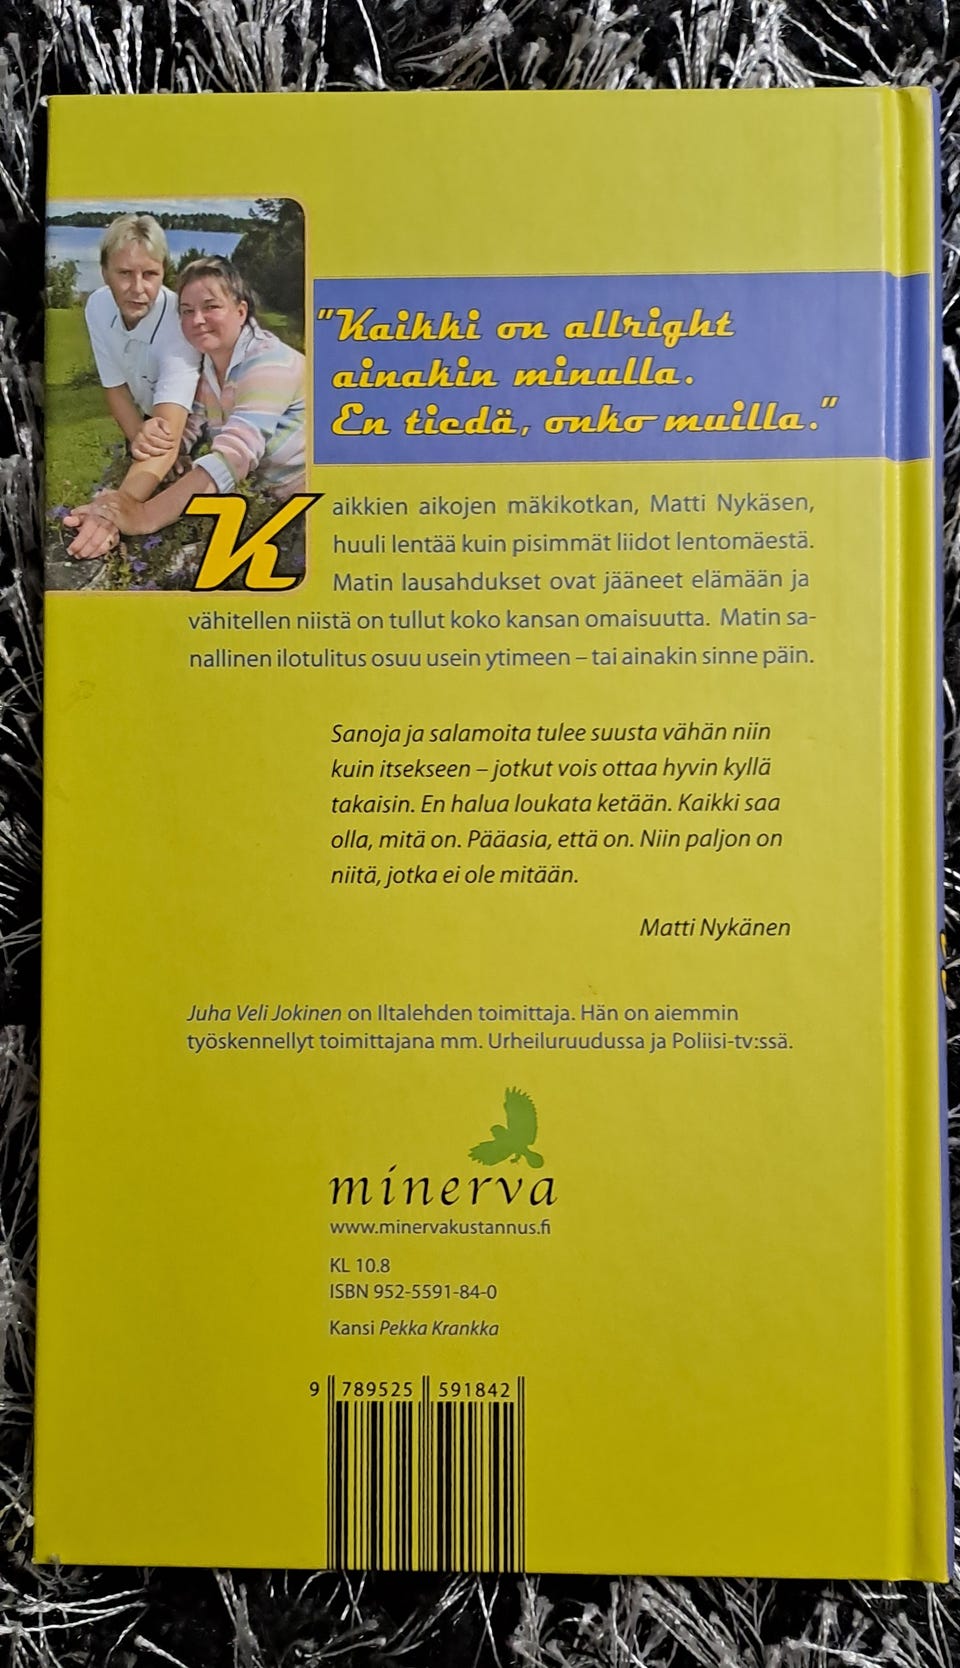 "Kaikki on allright
ainakin minulla.
En tiedä, onko muilla."
Kaikkien aikojen mäkikotkan, Matti Nykäsen,
huuli lentää kuin pisimmät liidot lentomäestä.
Matin lausahdukset ovat jääneet elämään ja
vähitellen niistä on tullut koko kansan omaisuutta. Matin sa-
nallinen ilotulitus osuu usein ytimeen – tai ainakin sinne päin.
Sanoja ja salamoita tulee suusta vähän niin
kuin itsekseen – jotkut vois ottaa hyvin kyllä
takaisin. En halua loukata ketään. Kaikki saa
olla, mitä on. Pääasia, että on. Niin paljon on
niitä, jotka ei ole mitään.
Matti Nykänen
Juha Veli Jokinen on Iltalehden toimittaja. Hän on aiemmin
työskennellyt toimittajana mm. Urheiluruudussa ja Poliisi-tv:ssä.
minerva
www.minervakustannus.fi
KL 10.8
ISBN 952-5591-84-0
Kansi Pekka Krankka
9 789525 591842